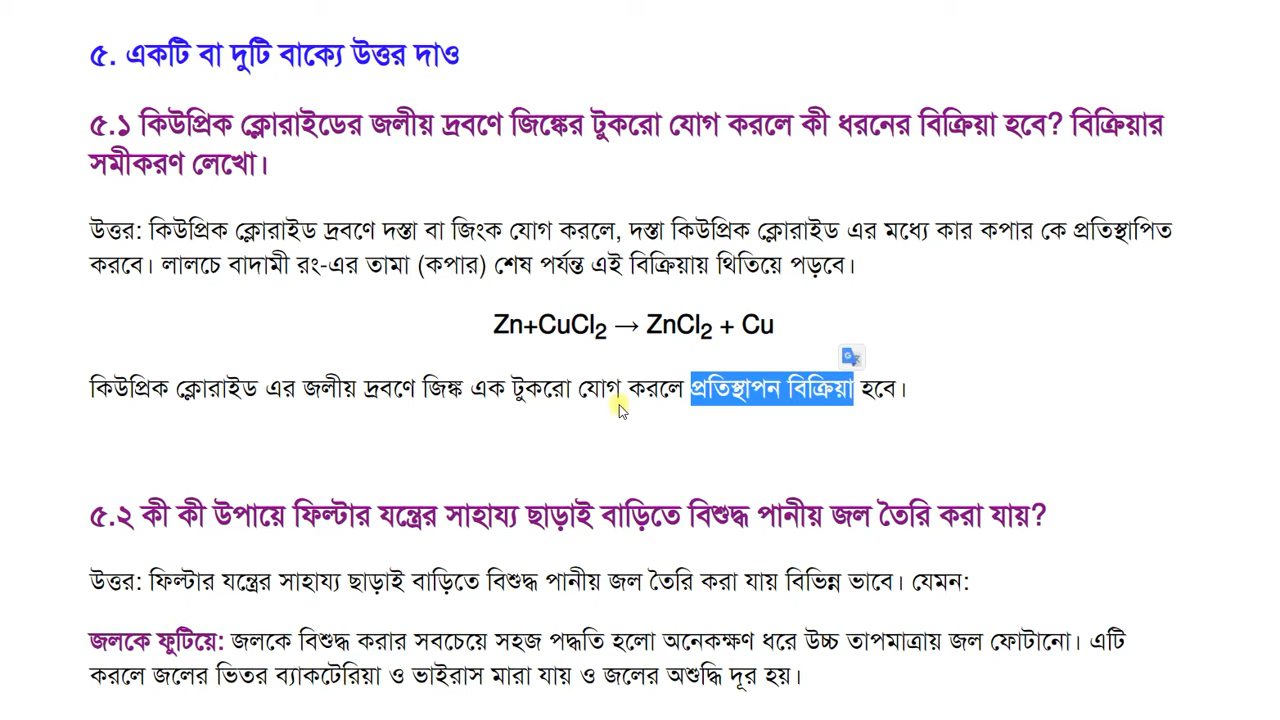 ৫. একটি বা দুটি বাক্যে উত্তর দাও
৫.১ কিউপ্রিক ক্লোরাইডের জলীয় দ্রবণে জিঙ্কের টুকরো যোগ করলে কী ধরনের বিক্রিয়া হবে? বিক্রিয়ার
সমীকরণ লেখো।
উত্তর: কিউপ্রিক ক্লোরাইড দ্রবণে দস্তা বা জিংক যোগ করলে, দস্তা কিউপ্রিক ক্লোরাইড এর মধ্যে কার কপার কে প্রতিস্থাপিত
করবে। লালচে বাদামী রং-এর তামা (কপার) শেষ পর্যন্ত এই বিক্রিয়ায় থিতিয়ে পড়বে।
Zn+CuCl₂ → ZnCl₂ + Cu
কিউপ্রিক ক্লোরাইড এর জলীয় দ্রবণে জিঙ্ক এক টুকরো যোগ করলে প্রতিস্থাপন বিক্রিয়া হবে।
৫.২ কী কী উপায়ে ফিল্টার যন্ত্রের সাহায্য ছাড়াই বাড়িতে বিশুদ্ধ পানীয় জল তৈরি করা যায়?
উত্তর: ফিল্টার যন্ত্রের সাহায্য ছাড়াই বাড়িতে বিশুদ্ধ পানীয় জল তৈরি করা যায় বিভিন্ন ভাবে। যেমন:
জলকে ফুটিয়ে: জলকে বিশুদ্ধ করার সবচেয়ে সহজ পদ্ধতি হলো অনেকক্ষণ ধরে উচ্চ তাপমাত্রায় জল ফোটানো। এটি
করলে জলের ভিতর ব্যাকটেরিয়া ও ভাইরাস মারা যায় ও জলের অশুদ্ধি দূর হয়।